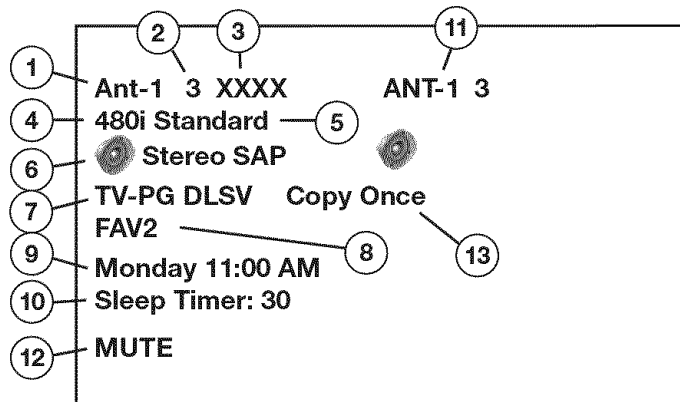 2 3 11
1 Ant-1 3 XXXX ANT-1 3
4 480i Standard 5
6 Stereo SAP
7 TV-PG DLSV Copy Once
FAV2 8 13
9 Monday 11:00 AM
10 Sleep Timer: 30
12 MUTE